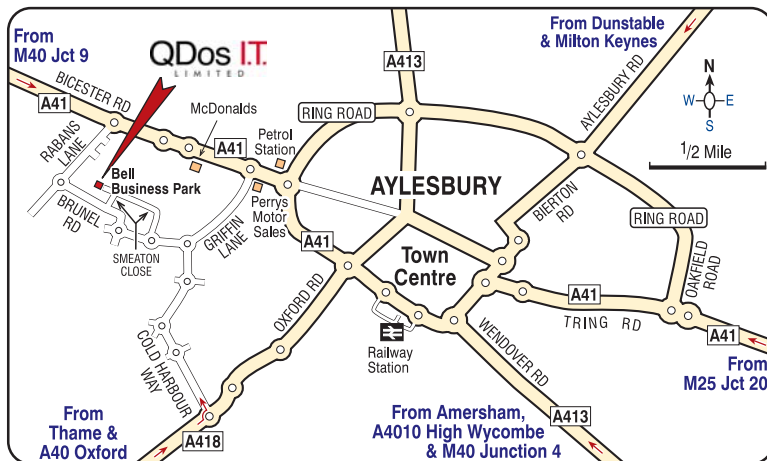 From
M40 Jct 9
QDos I.T.
LIMITED
From Dunstable
& Milton Keynes
A413
BICESTER RD
A41
McDonalds
RING ROAD
AYLESBURY RD
N
W E
S
1/2 Mile
Petrol
Station
A41
RABANS
LANE
Bell
Business Park
AYLESBURY
BRUNEL
RD
Perrys
Motor
Sales
GRIFFIN
LANE
BIERTON
RD
RING ROAD
SMEATON
CLOSE
A41
Town
Centre
OAKFIELD
ROAD
OXFORD RD
A41
TRING RD
A41
Railway
Station
WENDOVER RD
GOLD HARBOUR
WAY
From
M25 Jct 20
From
Thame &
A40 Oxford
A418
From Amersham,
A4010 High Wycombe
& M40 Junction 4
A413